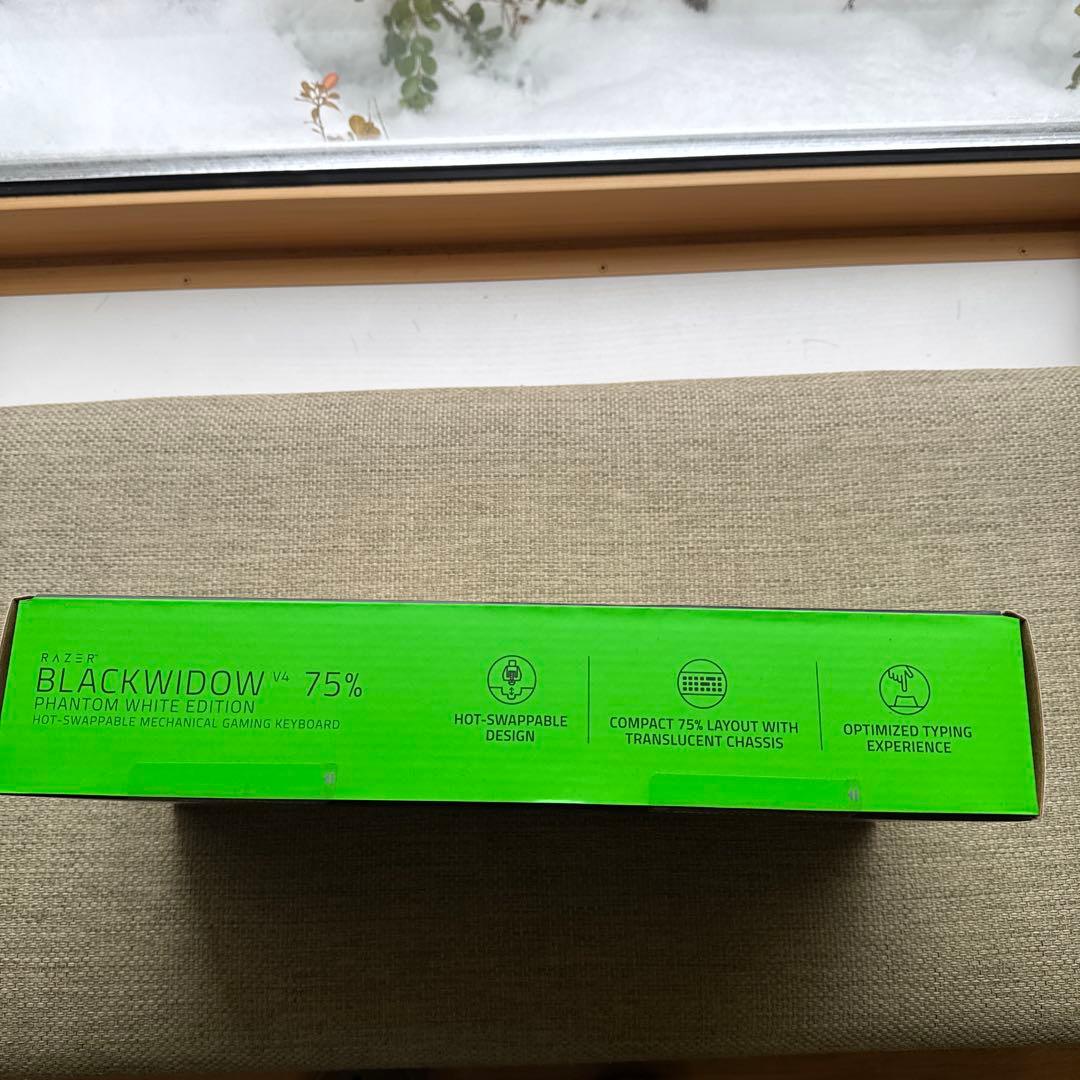 RAZER™
BLACKWIDOW V4 75%
PHANTOM WHITE EDITION
HOT-SWAPPABLE MECHANICAL GAMING KEYBOARD
HOT-SWAPPABLE
DESIGN
COMPACT 75% LAYOUT WITH
TRANSLUCENT CHASSIS
OPTIMIZED TYPING
EXPERIENCE